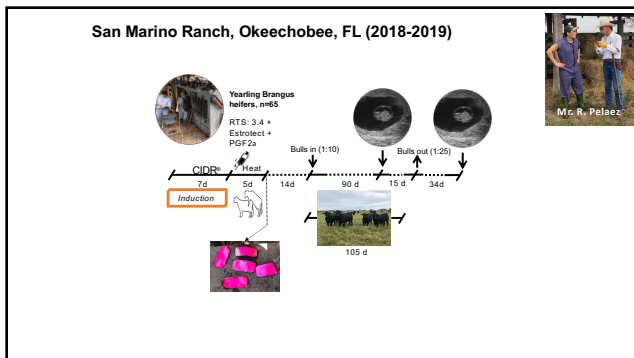 San Marino Ranch, Okeechobee, FL (2018-2019)
Mr. R. Pelaez
Yearling Brangus
heifers, n=65
RTS: 3.4 +
Estrotect +
PGF2a
Bulls in (1:10)
Bulls out (1:25)
CIDR®
Heat
7d
5d
14d
90 d
15 d
34d
Induction
105 d